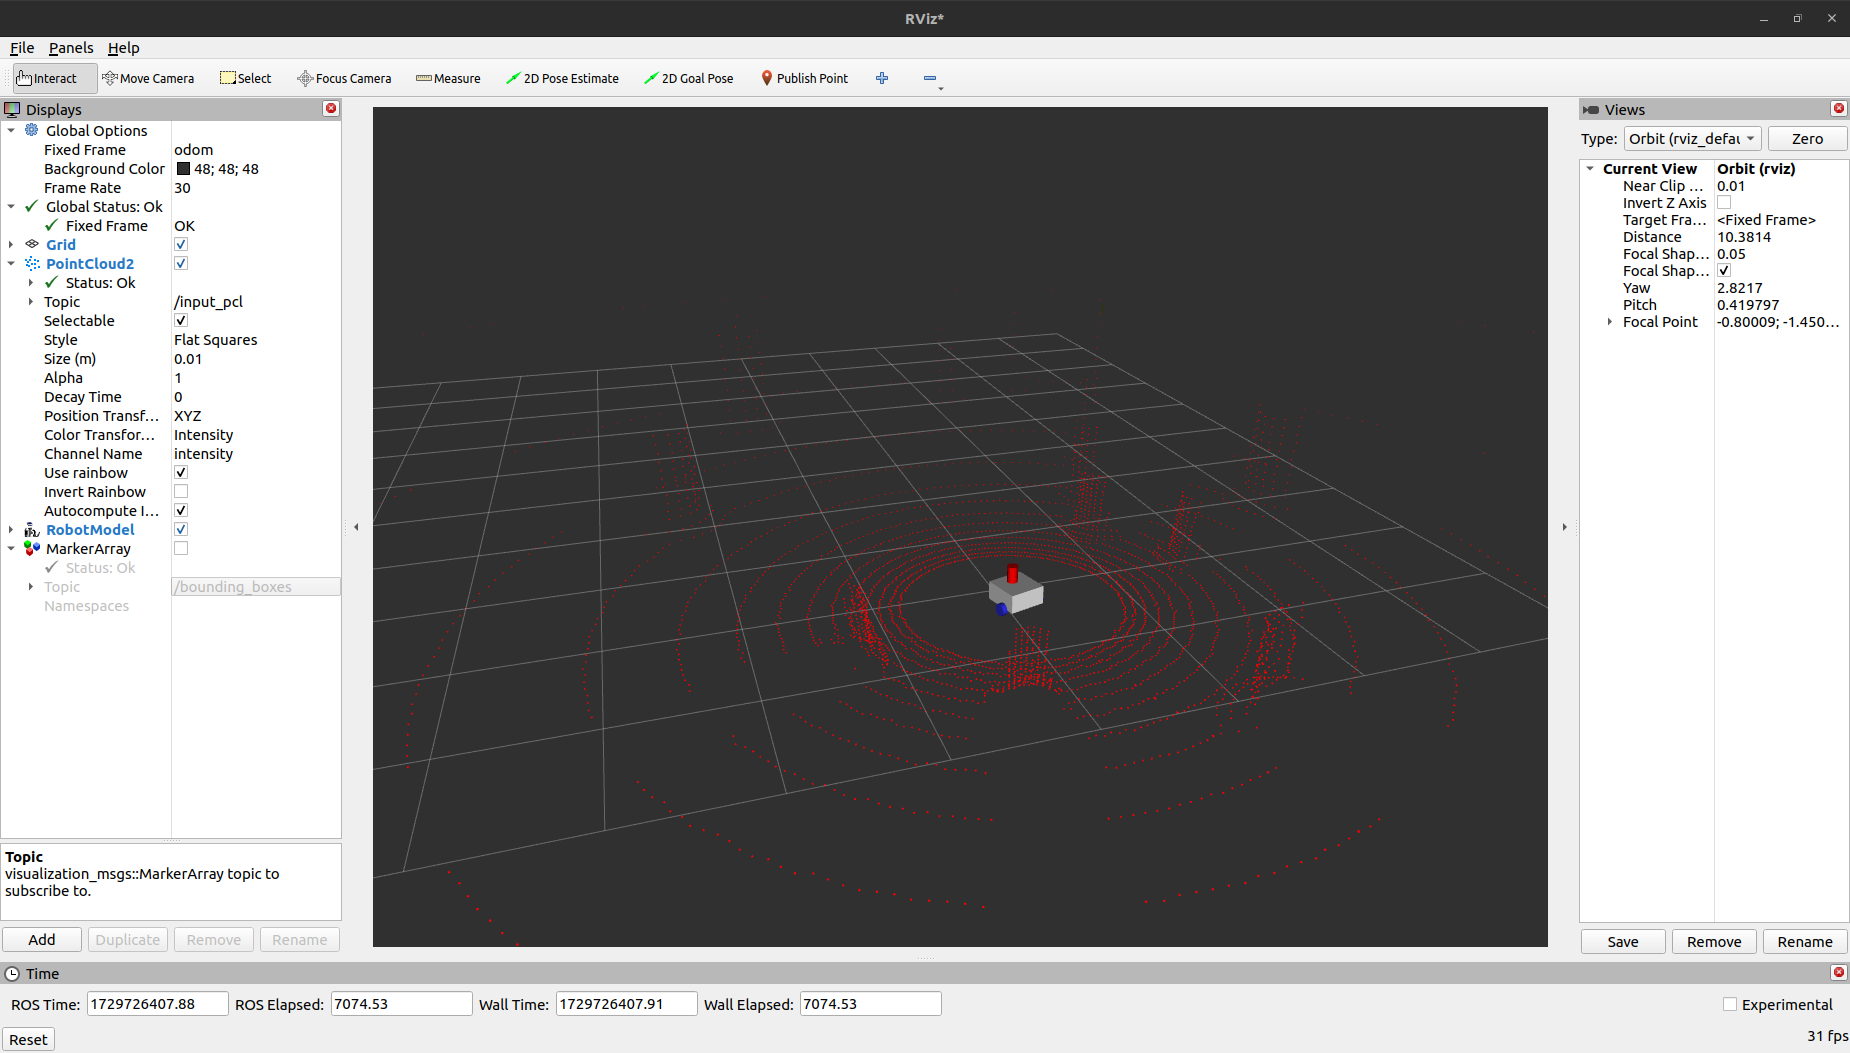 RViz*
File Panels Help
Interact Move Camera Select Focus Camera Measure 2D Pose Estimate 2D Goal Pose Publish Point
Displays
Global Options
Fixed Frame odom
Background Color 48; 48; 48
Frame Rate 30
Global Status: Ok
Fixed Frame OK
Grid
PointCloud2
Status: Ok
Topic /input_pcl
Selectable
Style Flat Squares
Size (m) 0.01
Alpha 1
Decay Time 0
Position Transf... XYZ
Color Transfor... Intensity
Channel Name intensity
Use rainbow
Invert Rainbow
Autocompute I...
RobotModel
MarkerArray
Status: Ok
Topic /bounding_boxes
Namespaces
Topic
visualization_msgs::MarkerArray topic to
subscribe to.
Add Duplicate Remove Rename
Views
Type: Orbit (rviz_defau Zero
Current View Orbit (rviz)
Near Clip ... 0.01
Invert Z Axis
Target Fra... <Fixed Frame>
Distance 10.3814
Focal Shap... 0.05
Focal Shap...
Yaw 2.8217
Pitch 0.419797
Focal Point -0.80009; -1.450...
Save Remove Rename
Time
ROS Time: 1729726407.88 ROS Elapsed: 7074.53 Wall Time: 1729726407.91 Wall Elapsed: 7074.53 Experimental
Reset 31 fps